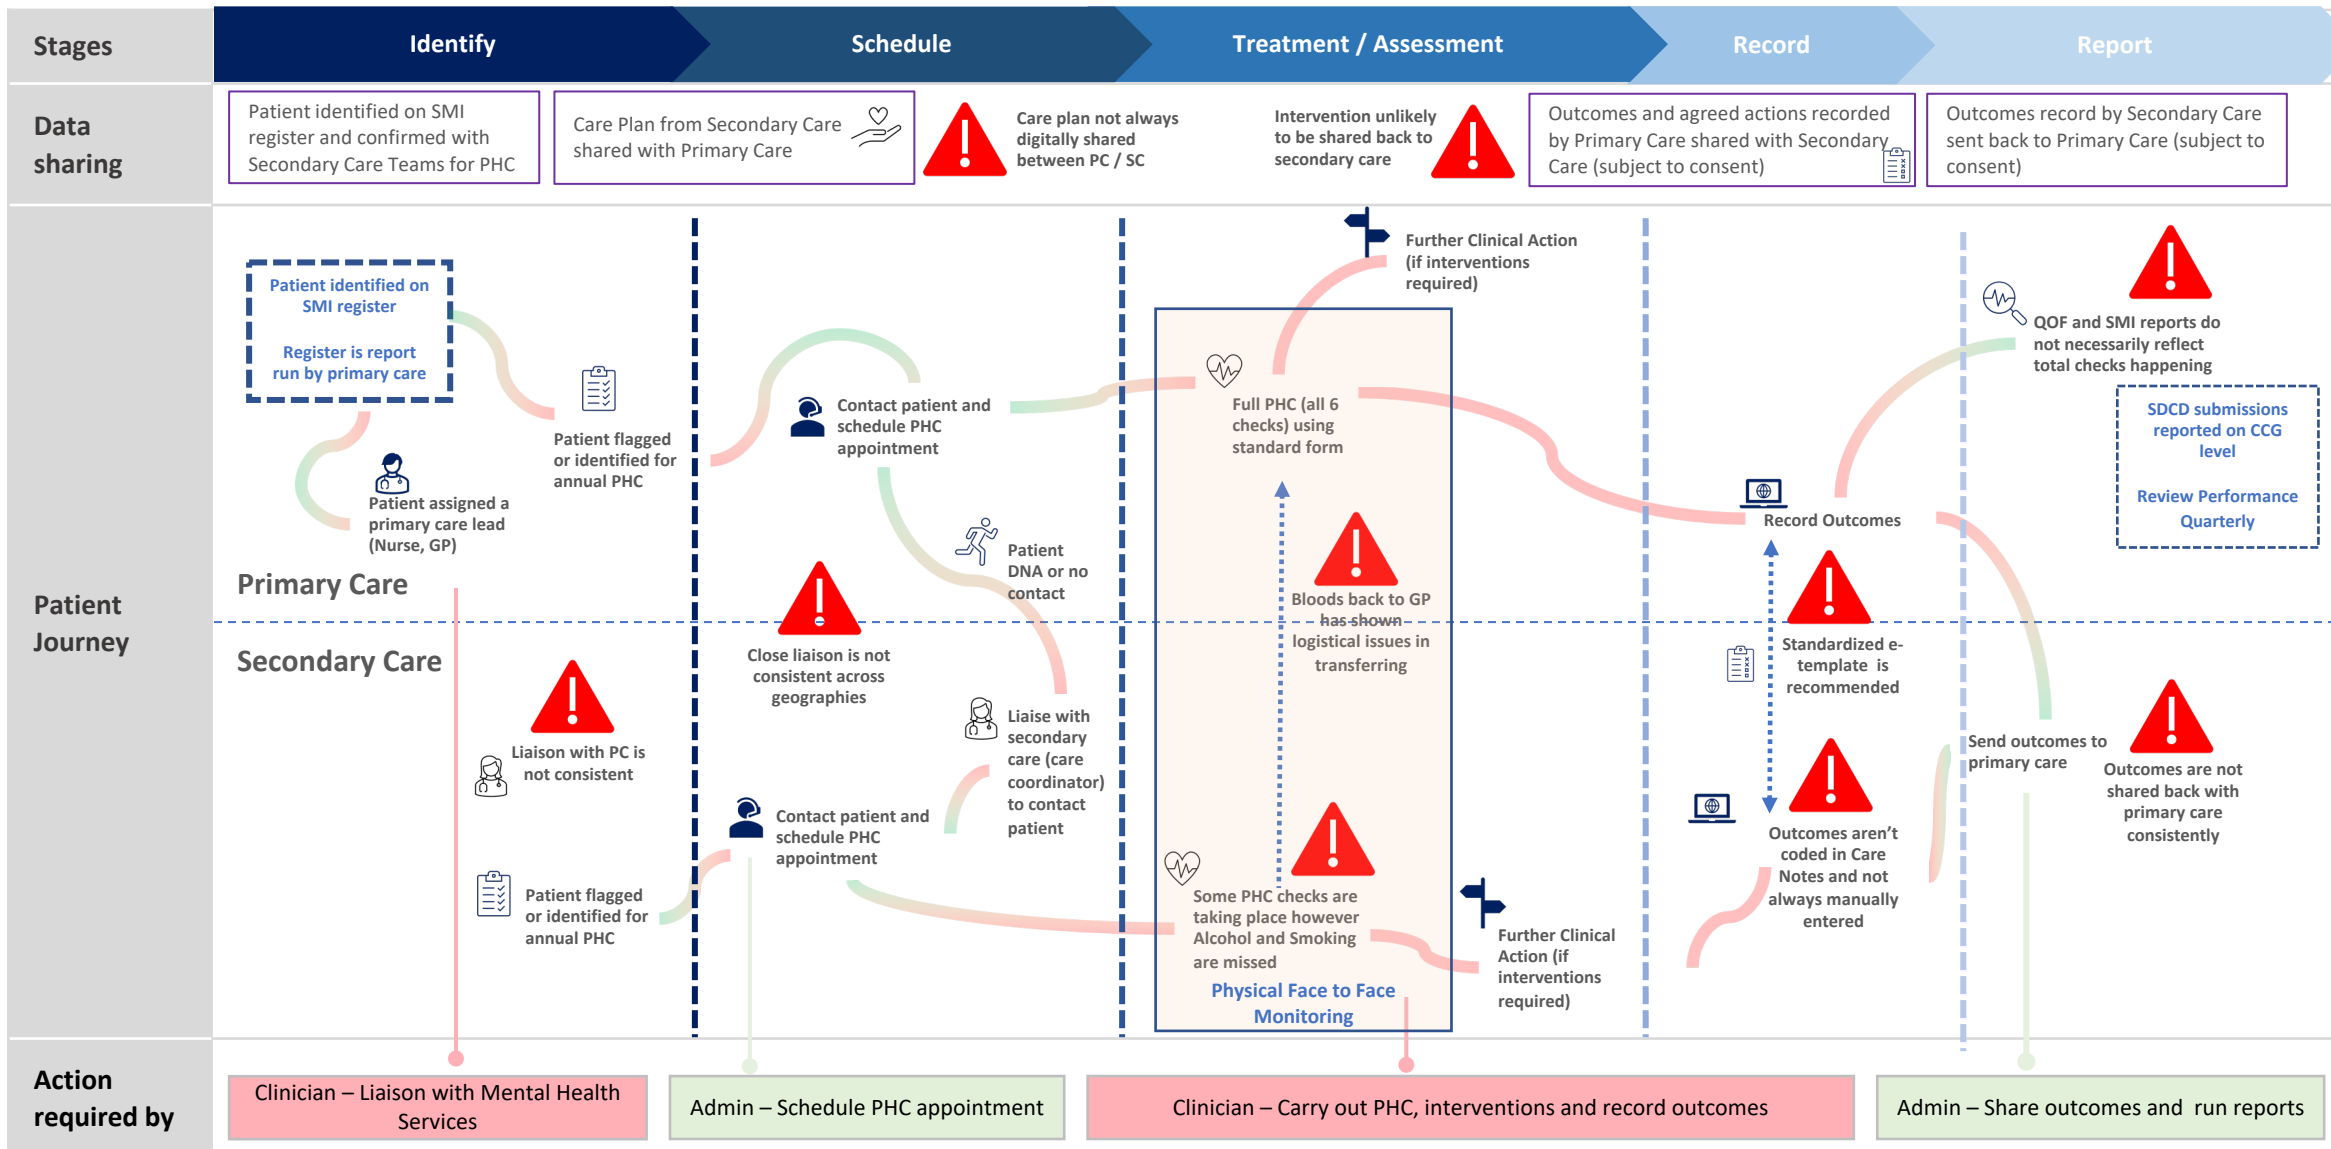 Stages
Identify
Schedule
Treatment / Assessment
Record
Report
Data
sharing
Patient identified on SMI
register and confirmed with
Secondary Care Teams for PHC
Care Plan from Secondary Care
shared with Primary Care
Care plan not always
digitally shared
between PC / SC
Intervention unlikely
to be shared back to
secondary care
Outcomes and agreed actions recorded
by Primary Care shared with Secondary
Care (subject to consent)
Outcomes record by Secondary Care
sent back to Primary Care (subject to
consent)
Patient
Journey
Patient identified on
SMI register
Register is report
run by primary care
Patient flagged
or identified for
annual PHC
Patient assigned a
primary care lead
(Nurse, GP)
Primary Care
Contact patient and
schedule PHC
appointment
Patient
DNA or no
contact
Further Clinical Action
(if interventions
required)
Full PHC (all 6
checks) using
standard form
Bloods back to GP
has shown
logistical issues in
transferring
Record Outcomes
Standardized e-
template is
recommended
QOF and SMI reports do
not necessarily reflect
total checks happening
SDCD submissions
reported on CCG
level
Review Performance
Quarterly
Secondary Care
Liaison with PC is
not consistent
Patient flagged
or identified for
annual PHC
Close liaison is not
consistent across
geographies
Liaise with
secondary
care (care
coordinator)
to contact
patient
Contact patient and
schedule PHC
appointment
Some PHC checks are
taking place however
Alcohol and Smoking
are missed
Physical Face to Face
Monitoring
Further Clinical
Action (if
interventions
required)
Outcomes aren't
coded in Care
Notes and not
always manually
entered
Send outcomes to
primary care
Outcomes are not
shared back with
primary care
consistently
Action
required by
Clinician – Liaison with Mental Health
Services
Admin – Schedule PHC appointment
Clinician – Carry out PHC, interventions and record outcomes
Admin – Share outcomes and run reports